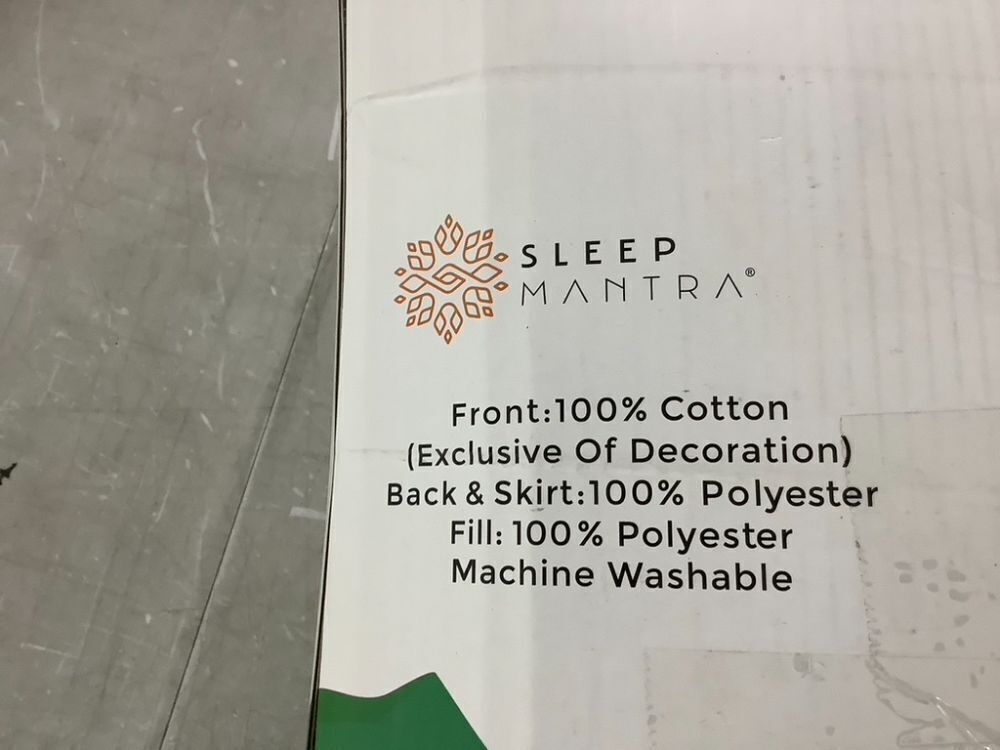 SLEEP
MANTRA®
Front:100% Cotton
(Exclusive Of Decoration)
Back & Skirt:100% Polyester
Fill: 100% Polyester
Machine Washable